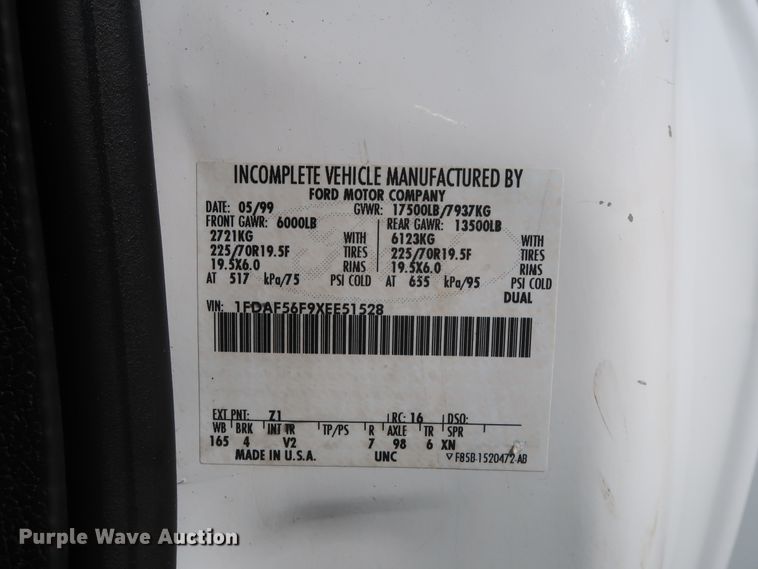 INCOMPLETE VEHICLE MANUFACTURED BY
FORD MOTOR COMPANY
DATE: 05/99 GVWR: 17500LB/7937KG
FRONT GAWR: 6000LB REAR GAWR: 13500LB
2721KG WITH 6123KG WITH
225/70R19.5F TIRES 225/70R19.5F TIRES
19.5X6.0 RIMS 19.5X6.0 RIMS
AT 517 kPa/75 PSI COLD AT 655 kPa/95 PSI COLD
DUAL
VIN: 1FDAF56F9XEE51528
EXT PNT: Z1 RC: 16 DSO:
WB BRK INT TR TP/PS R AXLE TR SPR
165 4 V2 7 98 6 XN
MADE IN U.S.A. UNC F85B-1520472-AB
Purple Wave Auction